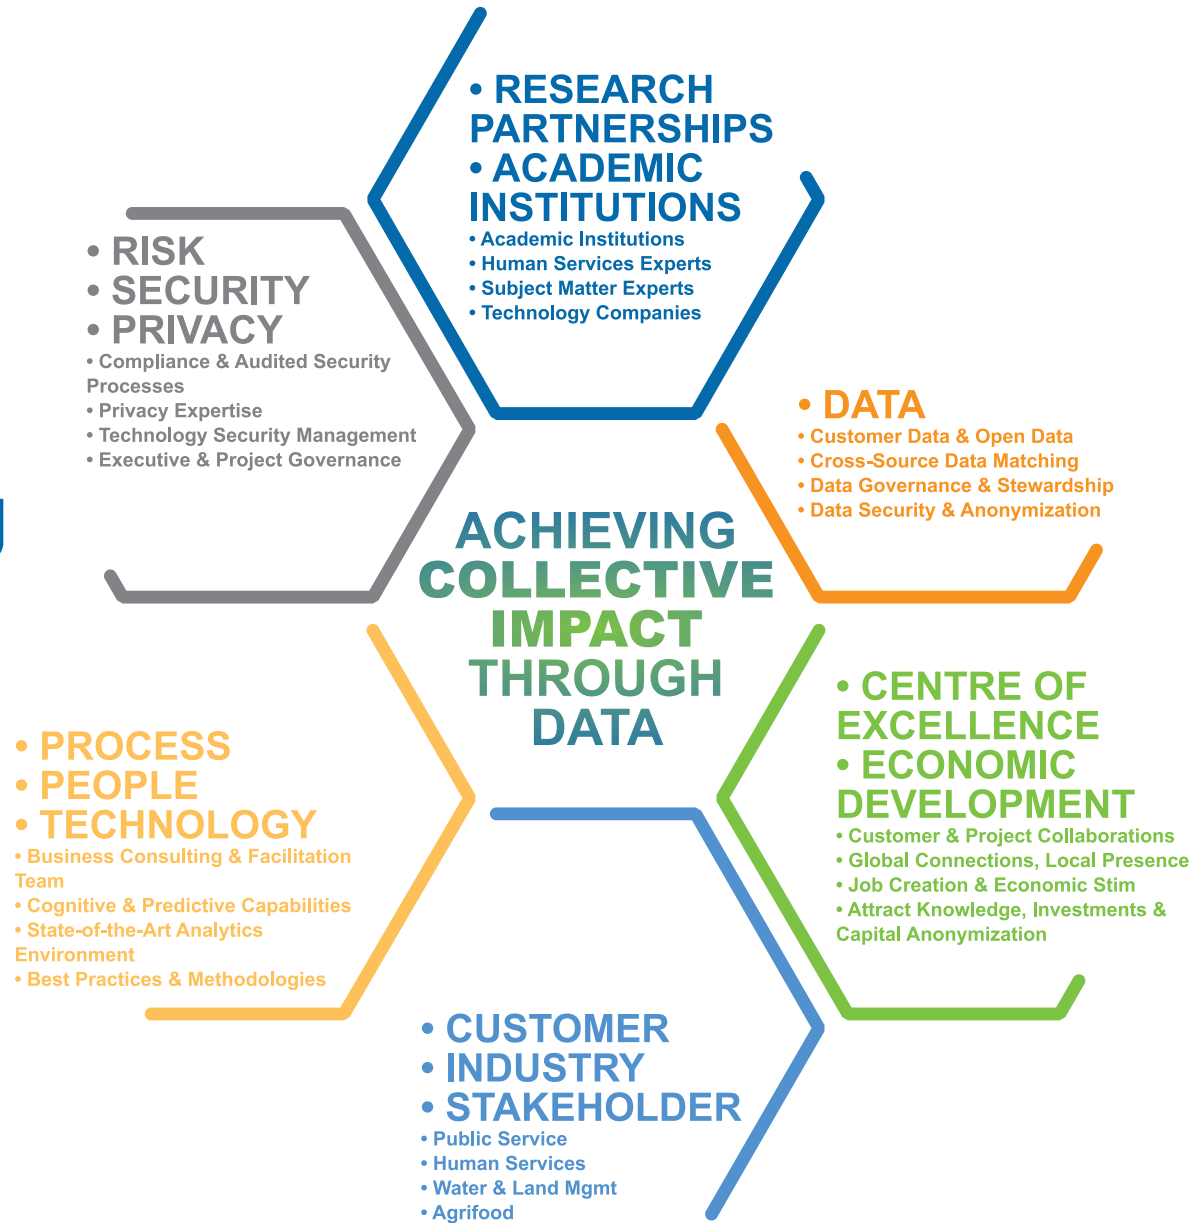 • RESEARCH
PARTNERSHIPS
• ACADEMIC
INSTITUTIONS
• Academic Institutions
• Human Services Experts
• Subject Matter Experts
• Technology Companies
• RISK
• SECURITY
• PRIVACY
• Compliance & Audited Security
Processes
• Privacy Expertise
• Technology Security Management
• Executive & Project Governance
• DATA
• Customer Data & Open Data
• Cross-Source Data Matching
• Data Governance & Stewardship
• Data Security & Anonymization
ACHIEVING
COLLECTIVE
IMPACT
THROUGH
DATA
• CENTRE OF
EXCELLENCE
• ECONOMIC
DEVELOPMENT
• Customer & Project Collaborations
• Global Connections, Local Presence
• Job Creation & Economic Stim
• Attract Knowledge, Investments &
Capital Anonymization
• PROCESS
• PEOPLE
• TECHNOLOGY
• Business Consulting & Facilitation
Team
• Cognitive & Predictive Capabilities
• State-of-the-Art Analytics
Environment
• Best Practices & Methodologies
• CUSTOMER
• INDUSTRY
• STAKEHOLDER
• Public Service
• Human Services
• Water & Land Mgmt
• Agrifood